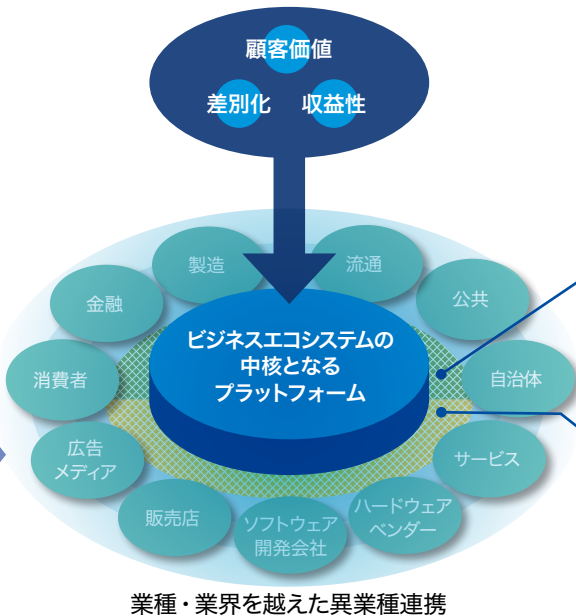 顧客価値
差別化
収益性
製造
流通
金融
公共
ビジネスエコシステムの
中核となる
プラットフォーム
消費者
自治体
広告
メディア
サービス
販売店
ソフトウェア
開発会社
ハードウェア
ベンダー
業種・業界を越えた異業種連携